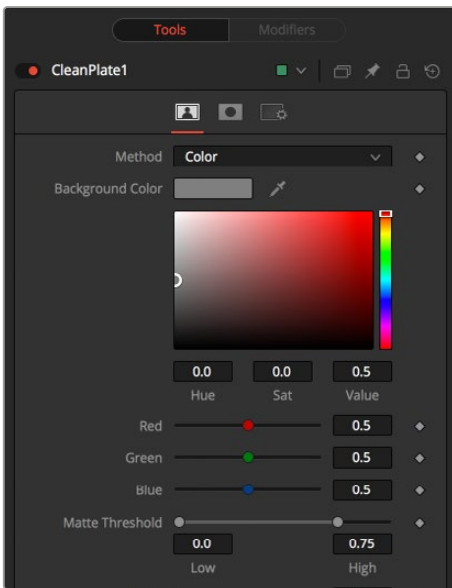 Tools Modifiers
CleanPlate1
Method Color
Background Color
0.0 0.0 0.5
Hue Sat Value
Red 0.5
Green 0.5
Blue 0.5
Matte Threshold
0.0 0.75
Low High